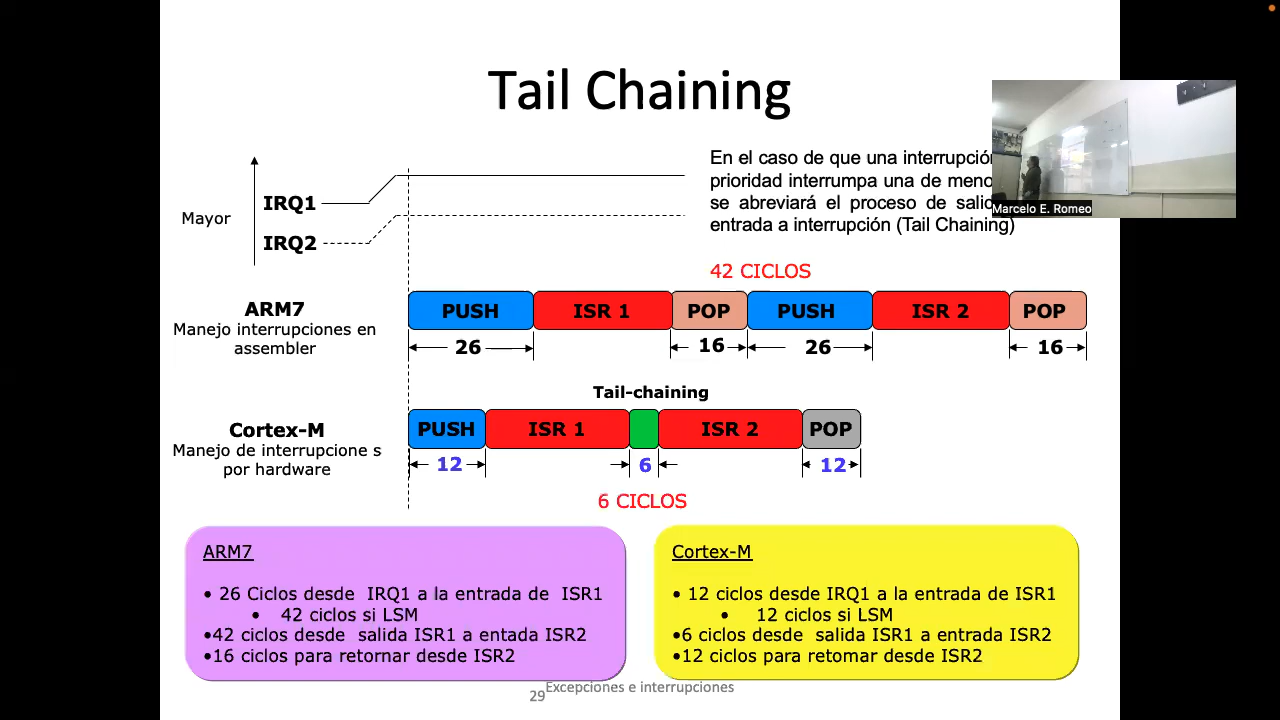 Tail Chaining
En el caso de que una interrupción
prioridad interrumpa una de meno
se abreviará el proceso de salid
entrada a interrupción (Tail Chaining)
Marcelo E. Romeo
Mayor
IRQ1
IRQ2
42 CICLOS
ARM7
Manejo interrupciones en
assembler
PUSH ISR 1 POP PUSH ISR 2 POP
26 16 26 16
Tail-chaining
Cortex-M
Manejo de interrupcione s
por hardware
PUSH ISR 1 ISR 2 POP
12 6 12
6 CICLOS
ARM7
• 26 Ciclos desde IRQ1 a la entrada de ISR1
• 42 ciclos si LSM
•42 ciclos desde salida ISR1 a entada ISR2
•16 ciclos para retornar desde ISR2
Cortex-M
• 12 ciclos desde IRQ1 a la entrada de ISR1
• 12 ciclos si LSM
•6 ciclos desde salida ISR1 a entrada ISR2
•12 ciclos para retomar desde ISR2
29
Excepciones e interrupciones